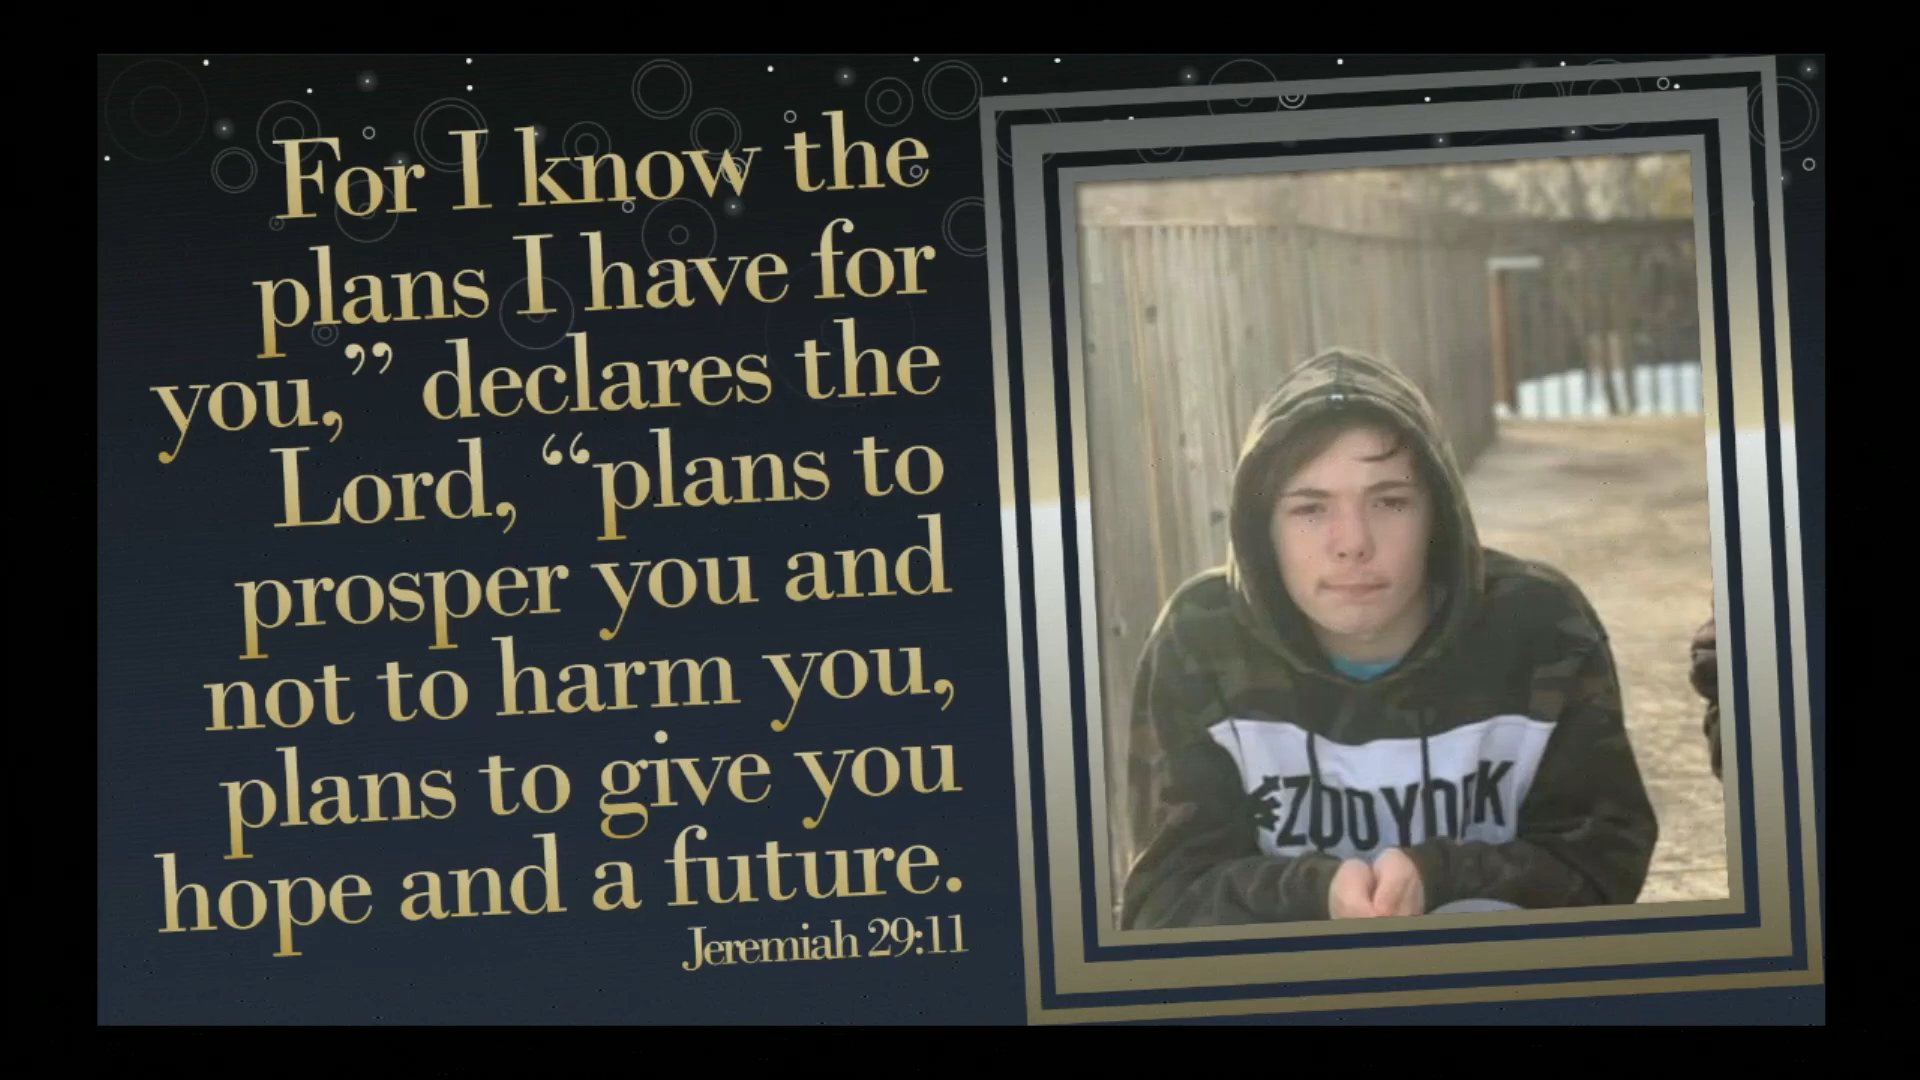 For I know the
plans I have for
you,” declares the
Lord, “plans to
prosper you and
not to harm you,
plans to give you
hope and a future.
Jeremiah 29:11
ZOO YORK